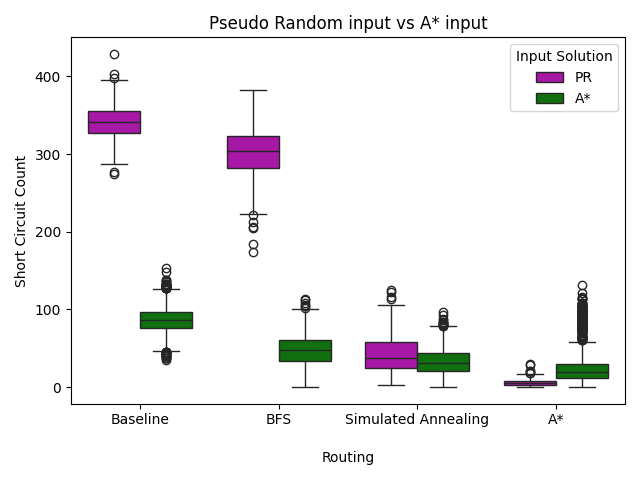 Pseudo Random input vs A* input
Input Solution
PR
A*
Short Circuit Count
400
300
200
100
0
Baseline
BFS
Simulated Annealing
A*
Routing